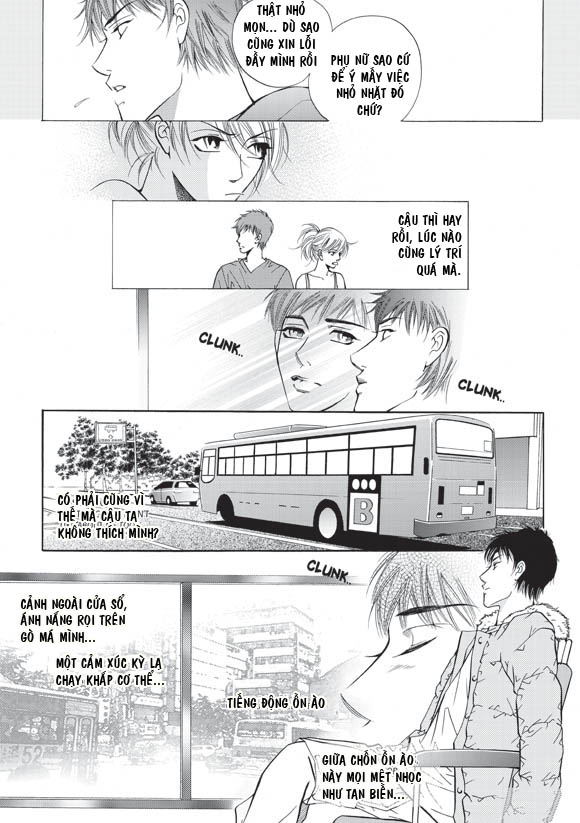 THẬT NHỎ
MỌN... DÙ SAO
CŨNG XIN LỖI
ĐẦY MÌNH RỒI
PHỤ NỮ SAO CỨ
ĐỂ Ý MẤY VIỆC
NHỎ NHẶT ĐÓ
CHỨ?
CẬU THÌ HAY
RỒI, LÚC NÀO
CŨNG LÝ TRÍ
QUÁ MÀ.
CLUNK..
CLUNK..
B
CÓ PHẢI CŨNG VÌ
THẾ MÀ CẬU TA
KHÔNG THÍCH MÌNH?
CLUNK..
CẢNH NGOÀI CỬA SỔ,
ÁNH NẮNG RỌI TRÊN
GÒ MÁ MÌNH...
MỘT CẢM XÚC KỲ LẠ
CHẠY KHẮP CƠ THỂ...
TIẾNG ĐỘNG ỒN ÀO
52
GIỮA CHỐN ỒN ÀO
NÀY MỌI MỆT NHỌC
NHƯ TAN BIẾN...